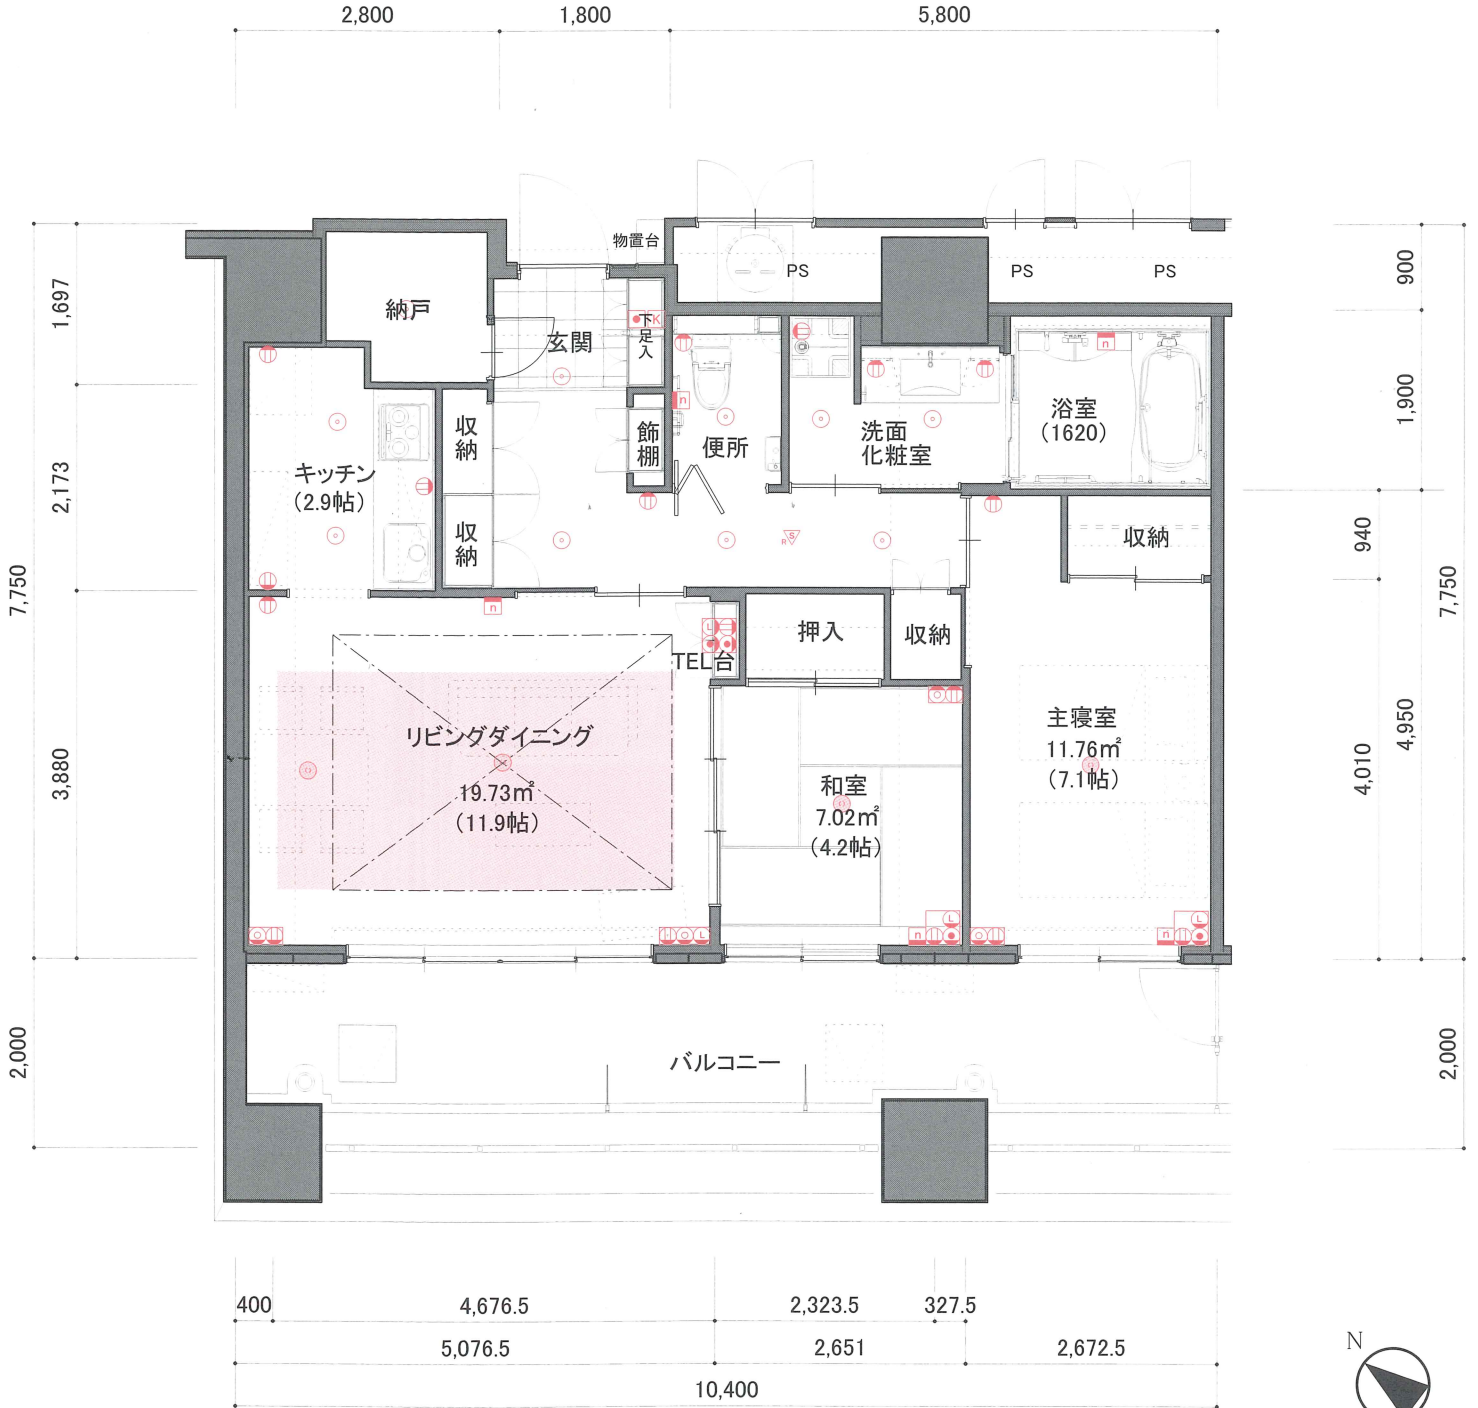 2,800
1,800
5,800
物置台
PS
PS
PS
納戸
玄関
下足入
K
1,697
2,173
3,880
7,750
2,000
900
1,900
940
4,010
4,950
7,750
2,000
収納
収納
飾棚
便所
n
洗面
化粧室
n
浴室
(1620)
キッチン
(2.9帖)
S
R
収納
n
L
TEL台
押入
収納
リビングダイニング
19.73㎡
(11.9帖)
和室
7.02㎡
(4.2帖)
主寝室
11.76㎡
(7.1帖)
L
n
L
n
L
バルコニー
400
4,676.5
2,323.5
327.5
5,076.5
2,651
2,672.5
10,400
N